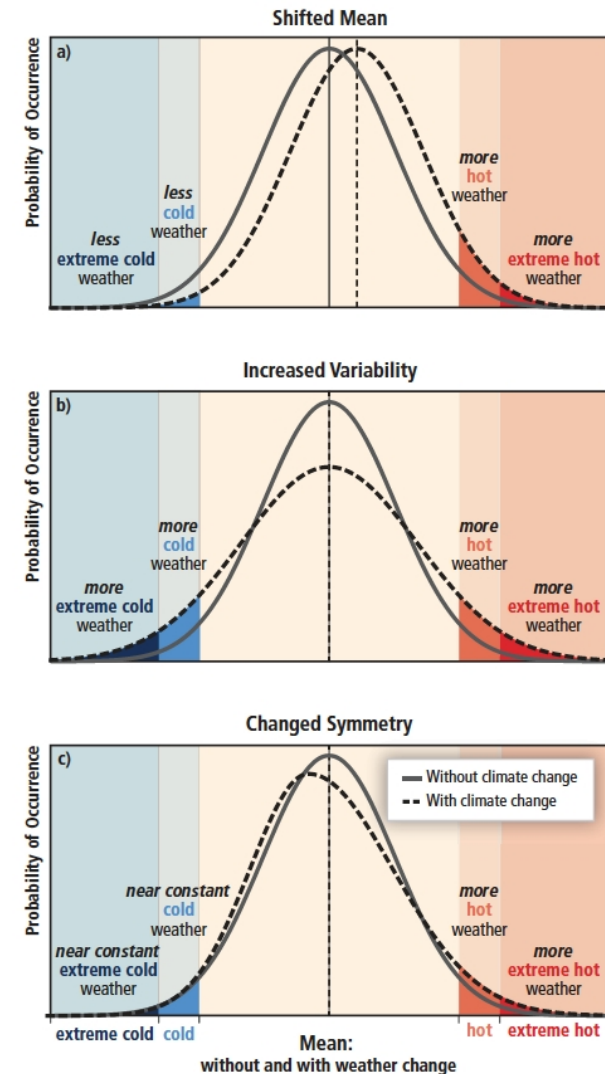 Shifted Mean
a)
Probability of Occurrence
less
extreme cold
weather
less
cold
weather
more
hot
weather
more
extreme hot
weather
Increased Variability
b)
Probability of Occurrence
more
extreme cold
weather
more
cold
weather
more
hot
weather
more
extreme hot
weather
Changed Symmetry
c)
Probability of Occurrence
Without climate change
With climate change
near constant
extreme cold
weather
near constant
cold
weather
more
hot
weather
more
extreme hot
weather
extreme cold
cold
Mean:
without and with weather change
hot
extreme hot